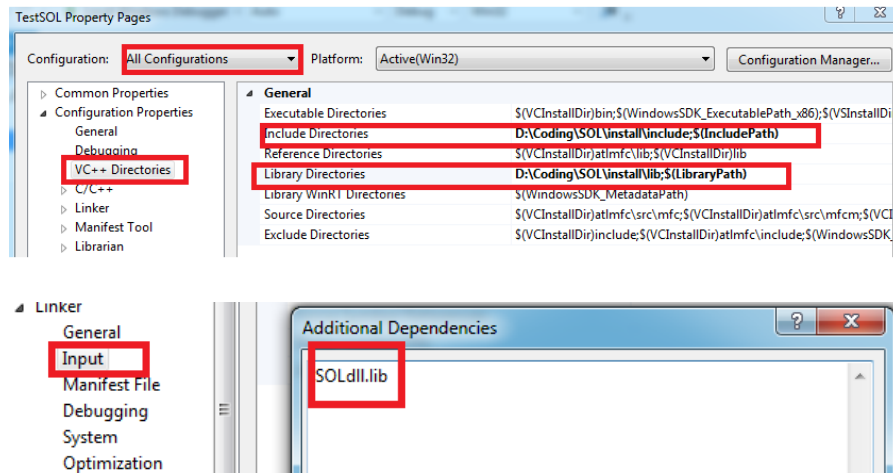 TestSOL Property Pages
Configuration: All Configurations Platform: Active(Win32) Configuration Manager...
Common Properties
Configuration Properties
General
Debugging
VC++ Directories
C/C++
Linker
Manifest Tool
Librarian
General
Executable Directories $(VCInstallDir)bin;$(WindowsSDK_ExecutablePath_x86);$(VSInstallDi
Include Directories D:\Coding\SOL\install\include;$(IncludePath)
Reference Directories $(VCInstallDir)atlmfc\lib;$(VCInstallDir)lib
Library Directories D:\Coding\SOL\install\lib;$(LibraryPath)
Library WinRT Directories $(WindowsSDK_MetadataPath)
Source Directories $(VCInstallDir)atlmfc\src\mfc;$(VCInstallDir)atlmfc\src\mfcm;$(VCI
Exclude Directories $(VCInstallDir)include;$(VCInstallDir)atlmfc\include;$(WindowsSDK_
Linker
General
Input
Manifest File
Debugging
System
Optimization
Additional Dependencies
SOLdll.lib